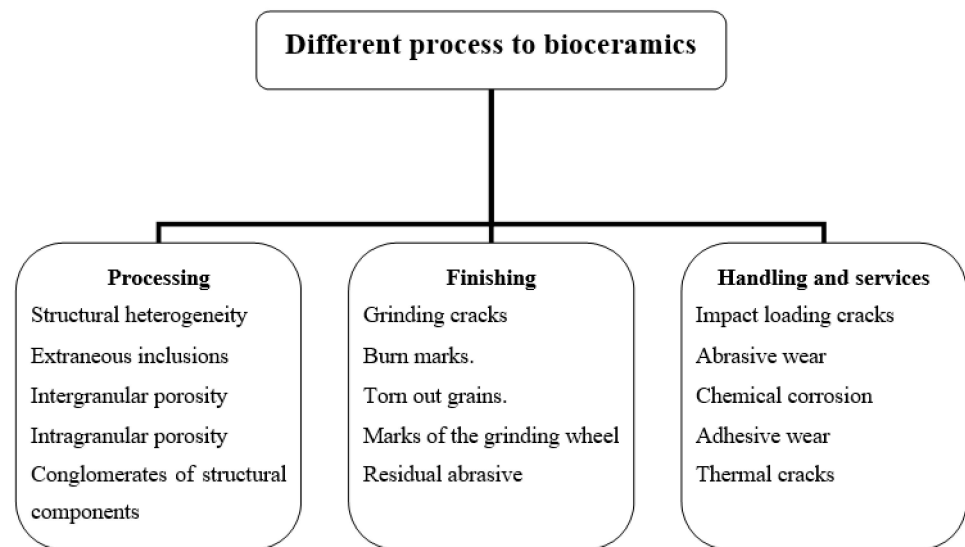 Different process to bioceramics
Processing
Structural heterogeneity
Extraneous inclusions
Intergranular porosity
Intragranular porosity
Conglomerates of structural
components
Finishing
Grinding cracks
Burn marks.
Torn out grains.
Marks of the grinding wheel
Residual abrasive
Handling and services
Impact loading cracks
Abrasive wear
Chemical corrosion
Adhesive wear
Thermal cracks